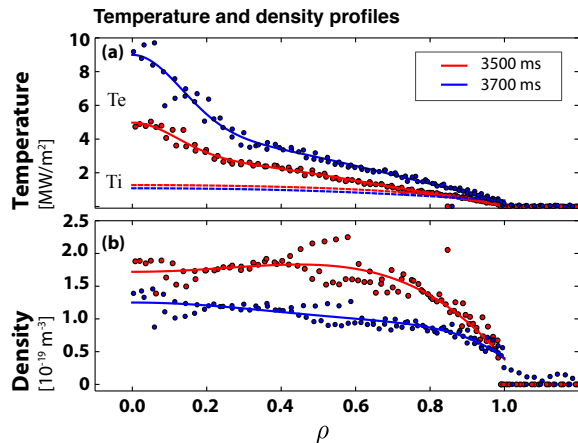 Temperature and density profiles
Temperature
[MW/m²]
10
8
6
4
2
(a)
Te
Ti
3500 ms
3700 ms
Density
[10⁻¹⁹ m⁻³]
2.5
2.0
1.5
1.0
0.5
0.0
(b)
0.0 0.2 0.4 0.6 0.8 1.0
ρ